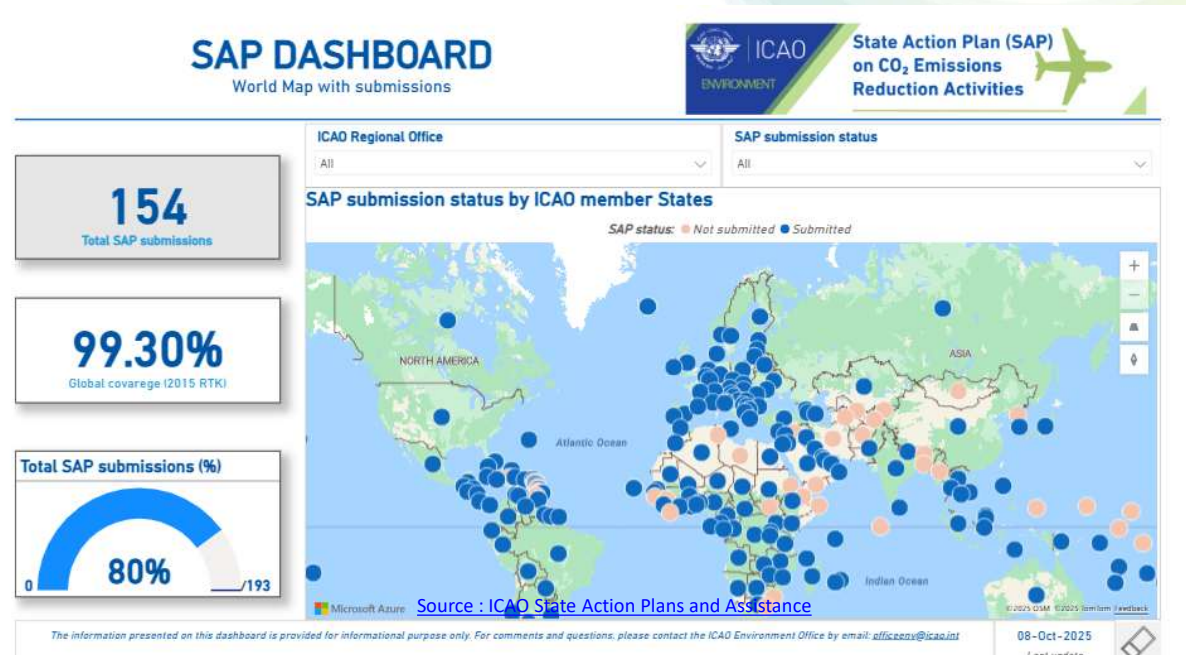 SAP DASHBOARD
World Map with submissions
ICAO
ENVIRONMENT
State Action Plan (SAP)
on CO₂ Emissions
Reduction Activities
ICAO Regional Office
All
SAP submission status
All
154
Total SAP submissions
SAP submission status by ICAO member States
SAP status: Not submitted Submitted
99.30%
Global covarege (2015 RTK)
NORTH AMERICA
ASIA
Atlantic Ocean
Indian Ocean
Total SAP submissions (%)
80%
0
/193
Microsoft Azure
Source : ICAO State Action Plans and Assistance
©2025 OSM ©2025 TomTom Feedback
The information presented on this dashboard is provided for informational purpose only. For comments and questions, please contact the ICAO Environment Office by email: officeenv@icao.int
08-Oct-2025
Last update